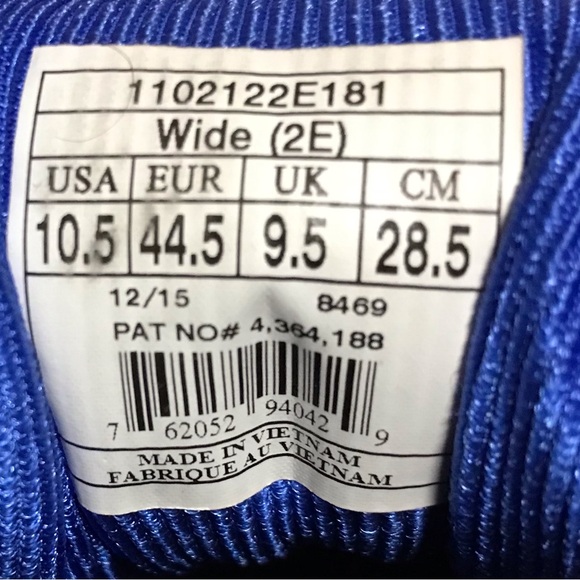 1102122E181
Wide (2E)
USA EUR UK CM
10.5 44.5 9.5 28.5
12/15 8469
PAT NO# 4,364,188
7 62052 94042 9
MADE IN VIETNAM
FABRIQUE AU VIETNAM